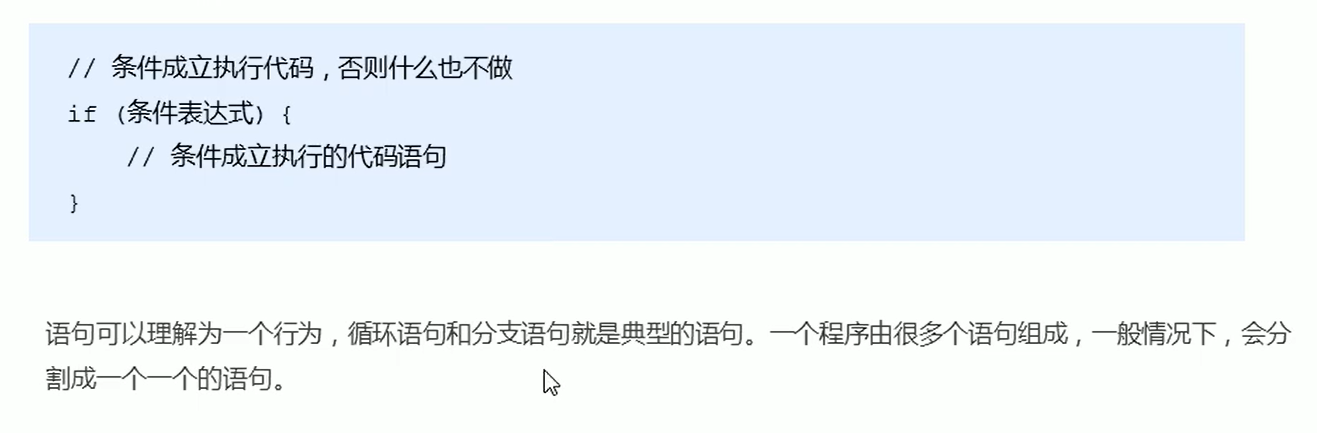 // 条件成立执行代码，否则什么也不做
if (条件表达式) {
    // 条件成立执行的代码语句
}
语句可以理解为一个行为，循环语句和分支语句就是典型的语句。一个程序由很多个语句组成，一般情况下，会分
割成一个一个的语句。